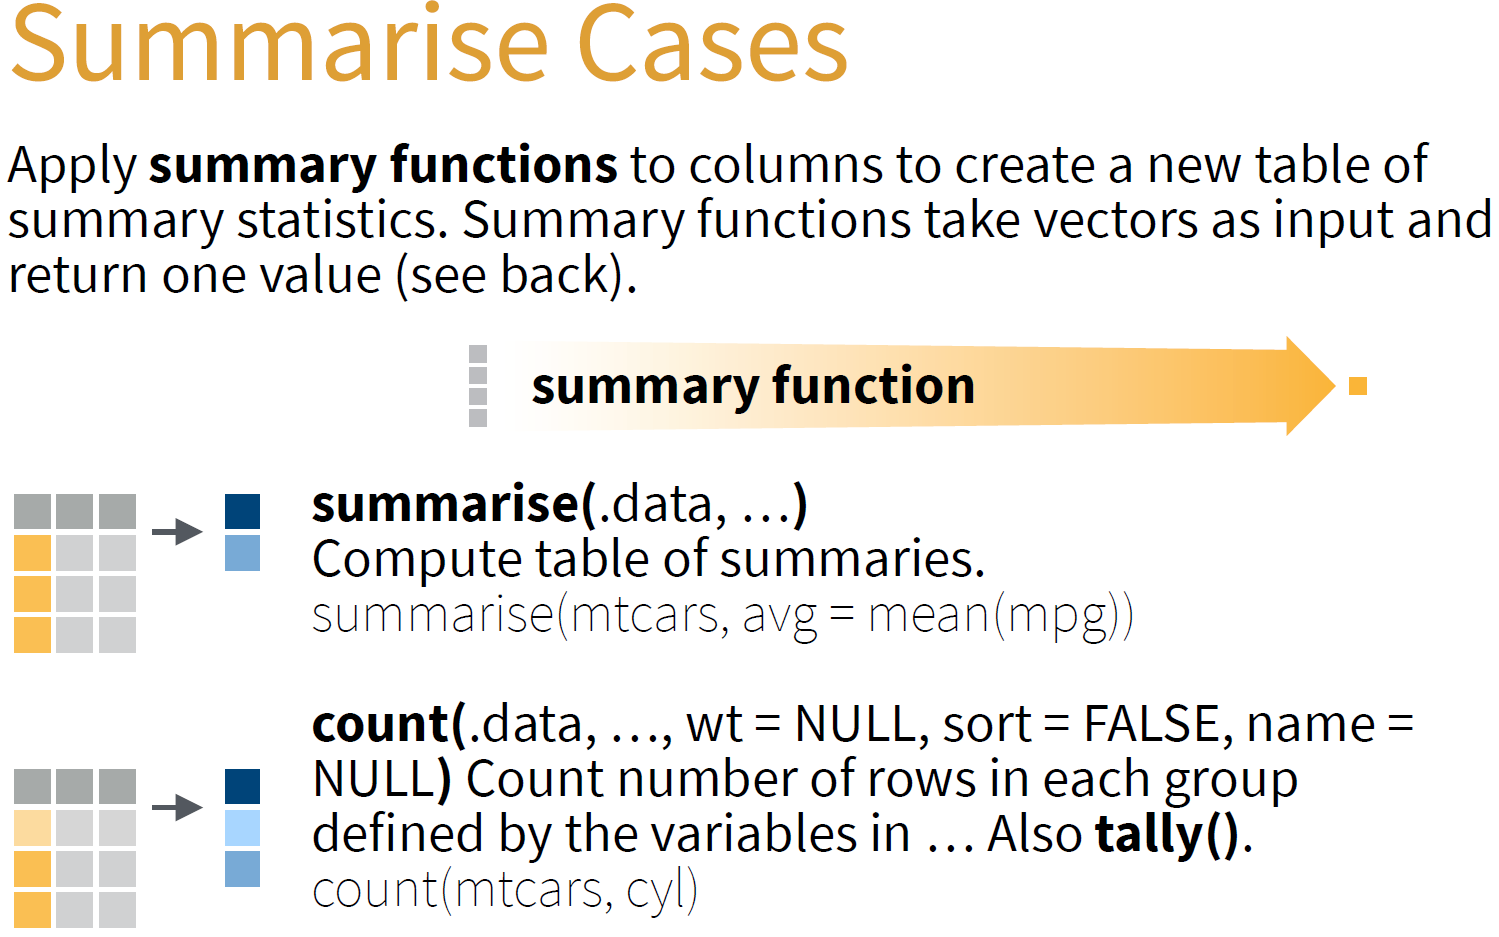 Summarise Cases
Apply summary functions to columns to create a new table of
summary statistics. Summary functions take vectors as input and
return one value (see back).
summary function
summarise(.data, …)
Compute table of summaries.
summarise(mtcars, avg = mean(mpg))
count(.data, …, wt = NULL, sort = FALSE, name =
NULL) Count number of rows in each group
defined by the variables in … Also tally().
count(mtcars, cyl)